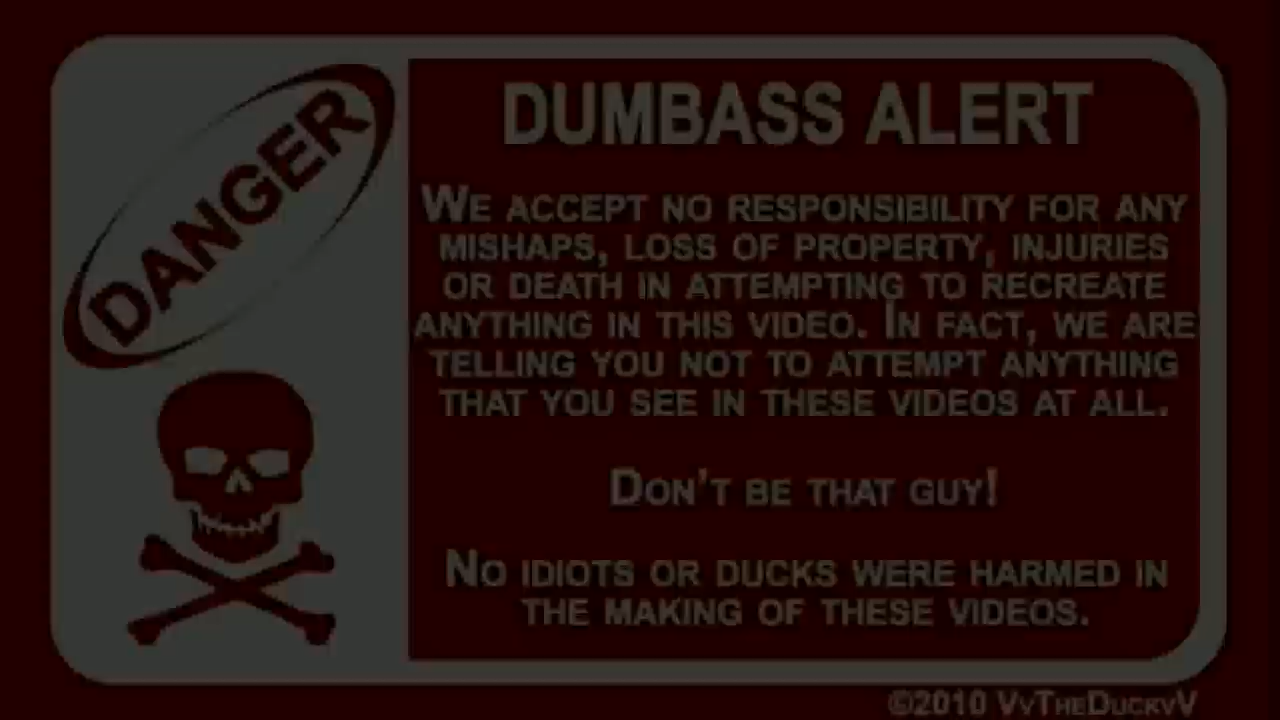 DANGER
DUMBASS ALERT
WE ACCEPT NO RESPONSIBILITY FOR ANY
MISHAPS, LOSS OF PROPERTY, INJURIES
OR DEATH IN ATTEMPTING TO RECREATE
ANYTHING IN THIS VIDEO. IN FACT, WE ARE
TELLING YOU NOT TO ATTEMPT ANYTHING
THAT YOU SEE IN THESE VIDEOS AT ALL.
DON'T BE THAT GUY!
NO IDIOTS OR DUCKS WERE HARMED IN
THE MAKING OF THESE VIDEOS.
©2010 VvTHEDUCKvV